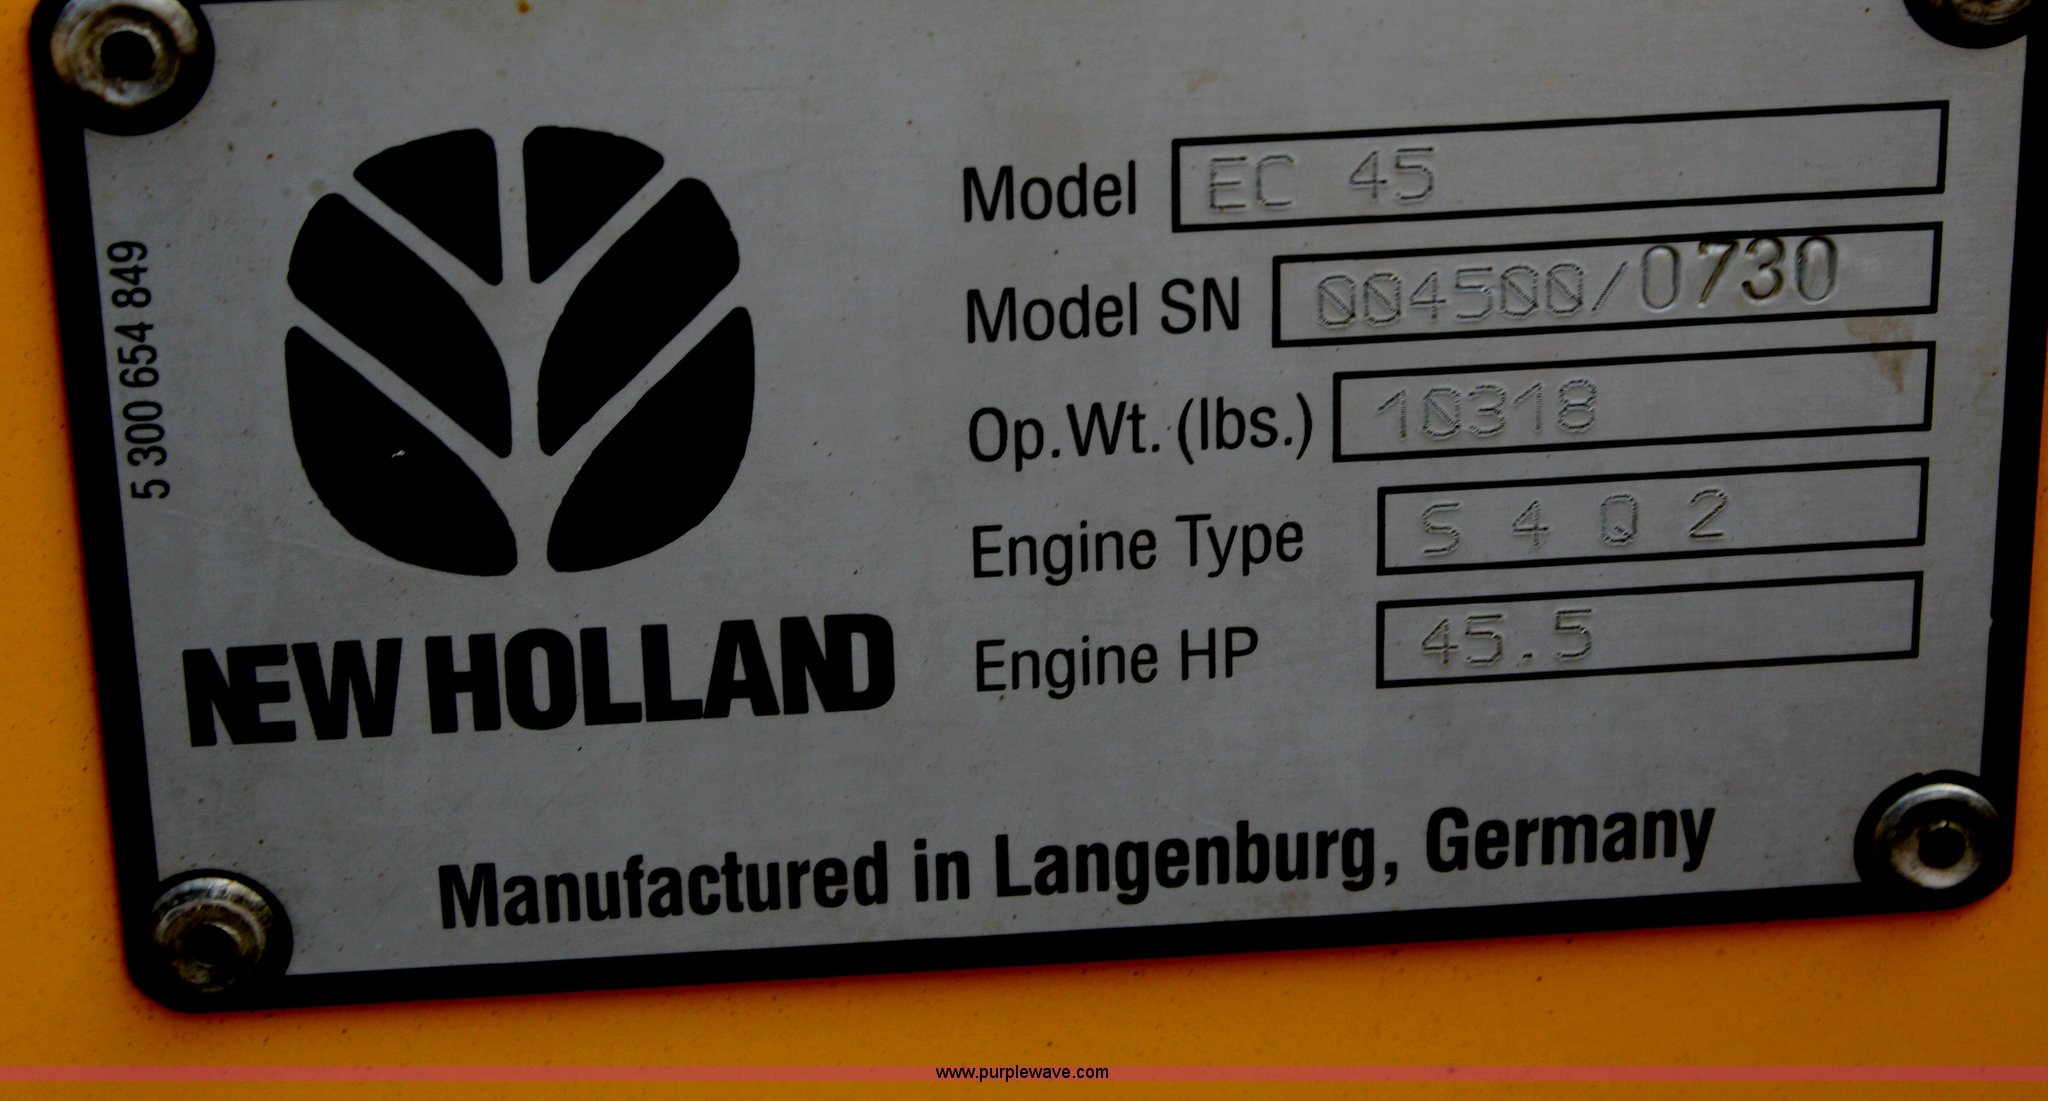 5 300 654 849
NEW HOLLAND
Model EC 45
Model SN 004500/0730
Op.Wt.(lbs.) 10318
Engine Type S 4 Q 2
Engine HP 45.5
Manufactured in Langenburg, Germany
www.purplewave.com